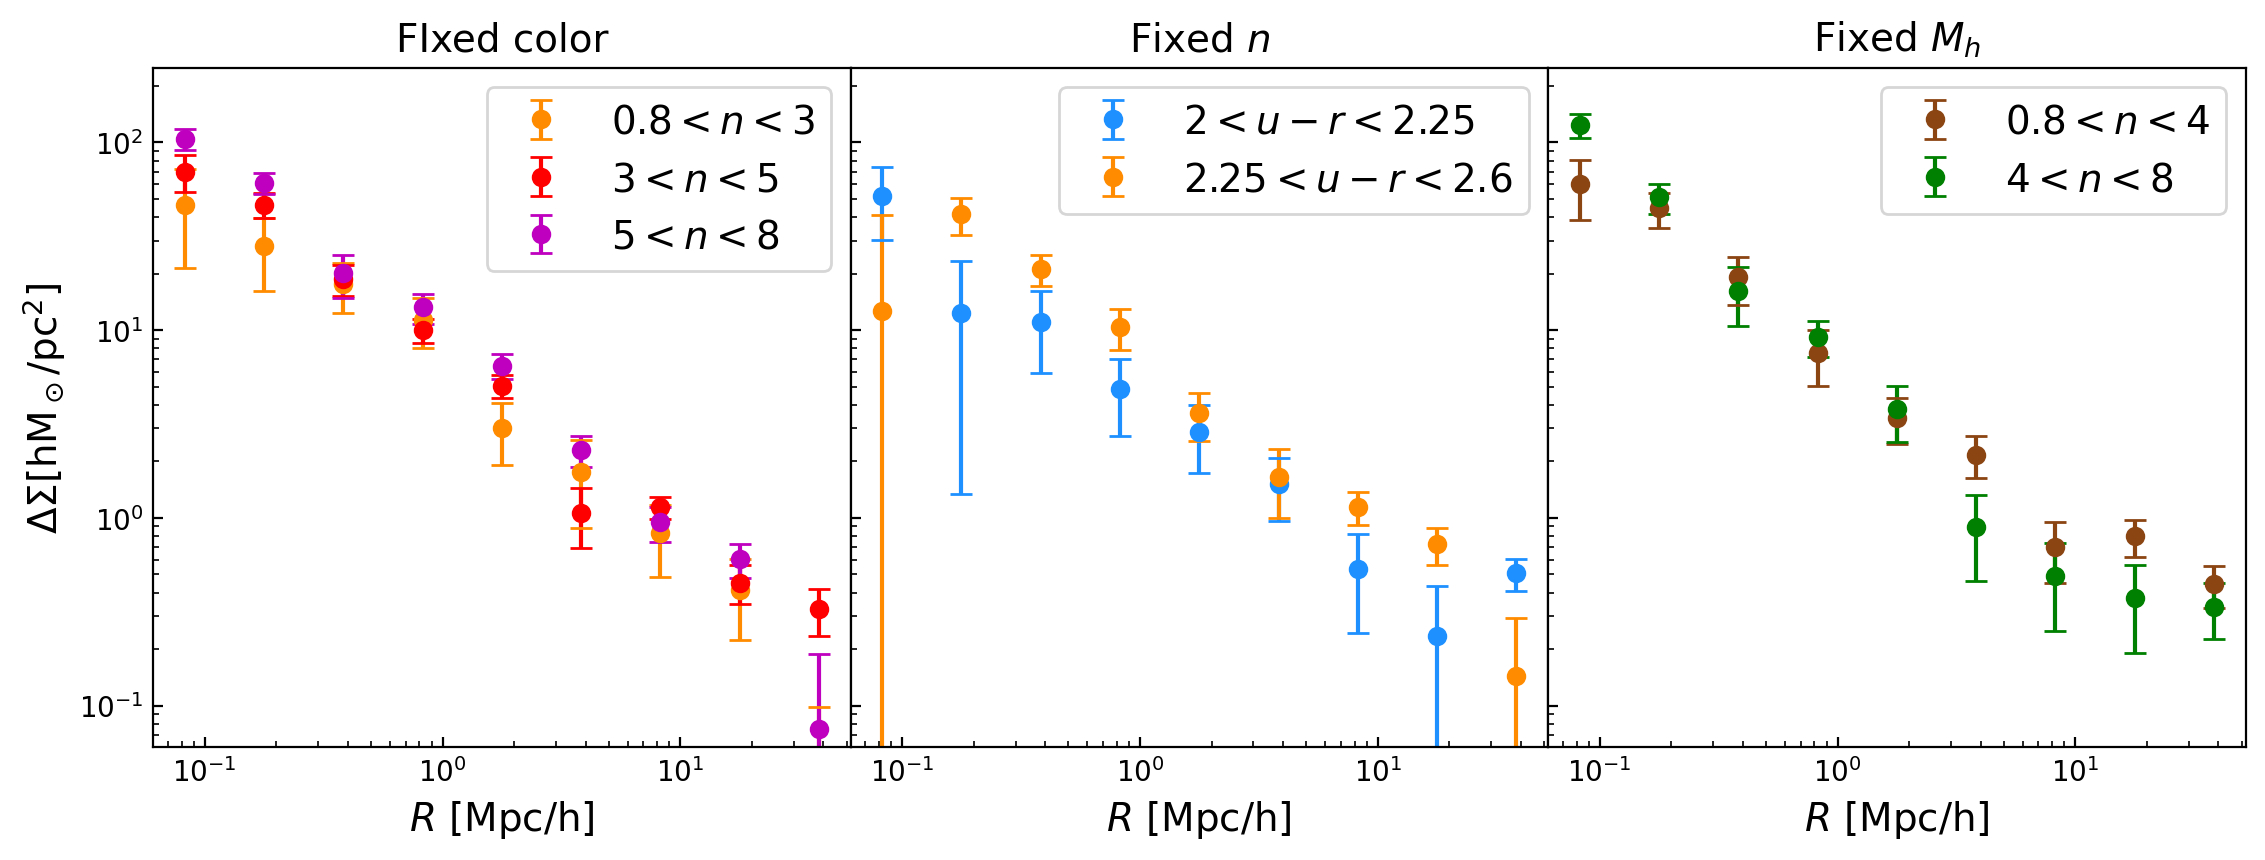 FIxed color
Fixed n
Fixed M_h
0.8 < n < 3
3 < n < 5
5 < n < 8
2 < u − r < 2.25
2.25 < u − r < 2.6
0.8 < n < 4
4 < n < 8
ΔΣ[hM⊙/pc²]
10²
10¹
10⁰
10⁻¹
10⁻¹ 10⁰ 10¹
10⁻¹ 10⁰ 10¹
10⁻¹ 10⁰ 10¹
R [Mpc/h]
R [Mpc/h]
R [Mpc/h]